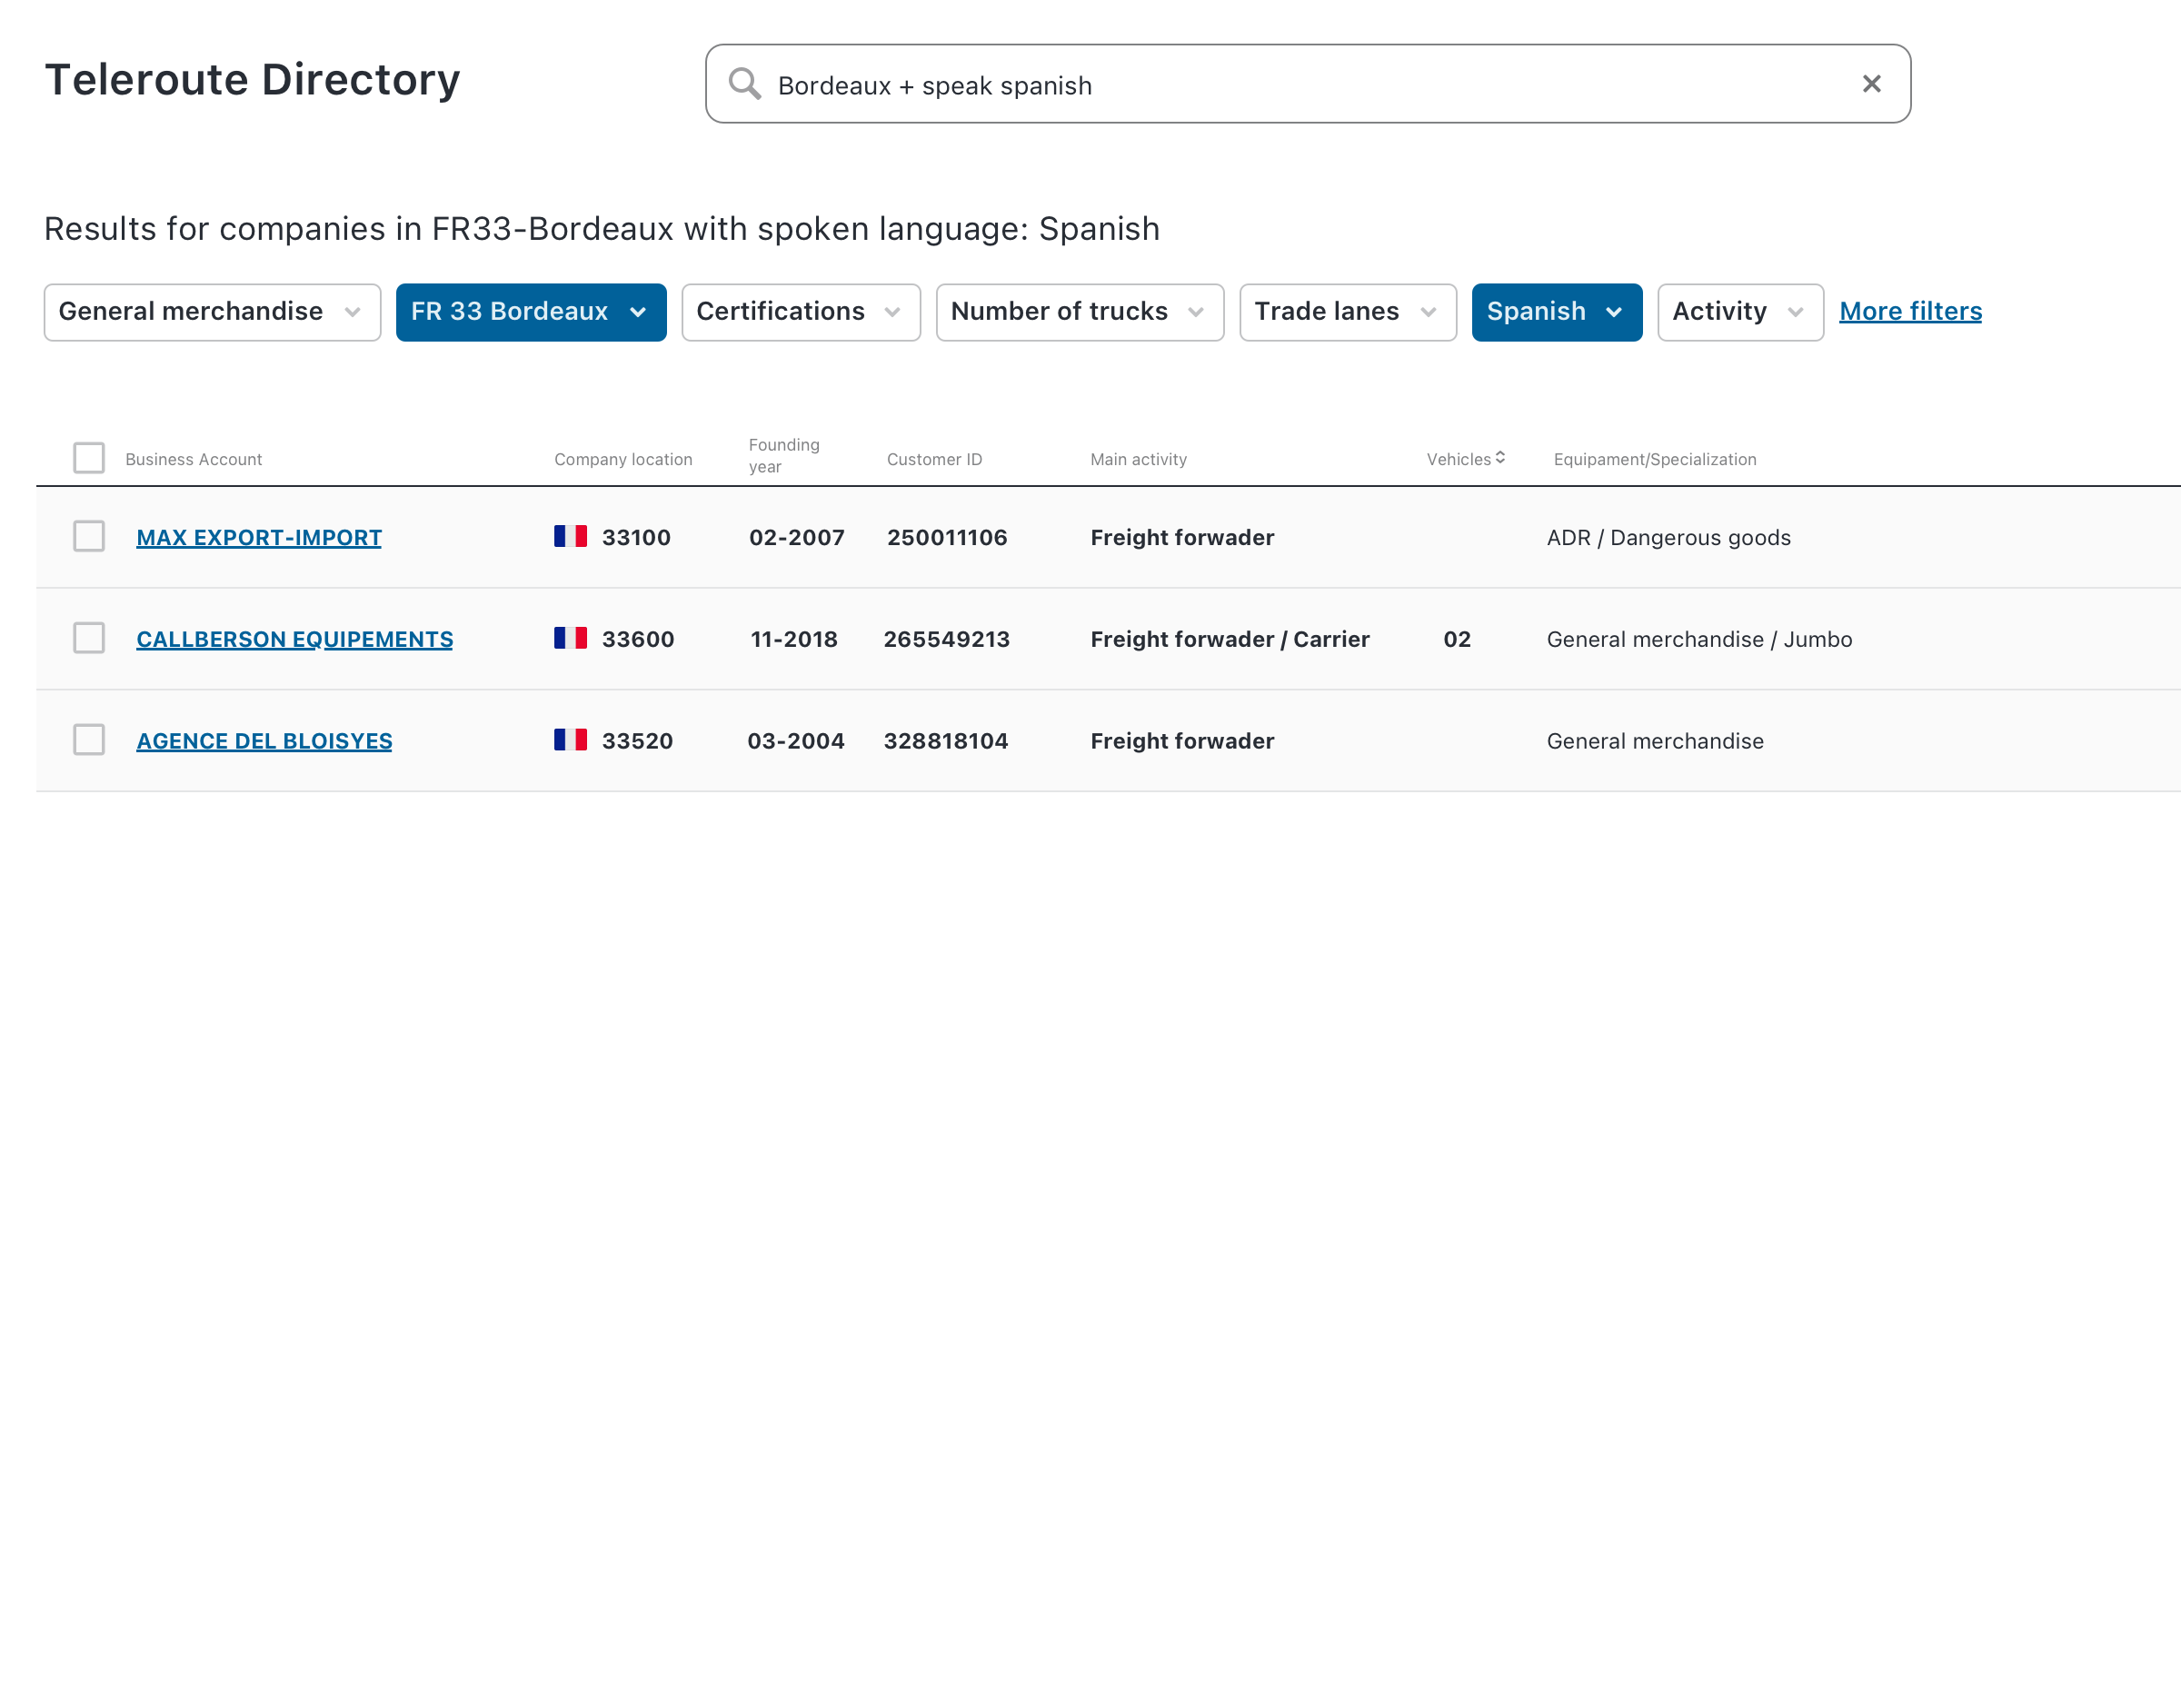 Teleroute Directory
Bordeaux + speak spanish
Results for companies in FR33-Bordeaux with spoken language: Spanish
General merchandise FR 33 Bordeaux Certifications Number of trucks Trade lanes Spanish Activity More filters
Business Account Company location Founding year Customer ID Main activity Vehicles Equipament/Specialization
MAX EXPORT-IMPORT 33100 02-2007 250011106 Freight forwader ADR / Dangerous goods
CALLBERSON EQUIPEMENTS 33600 11-2018 265549213 Freight forwader / Carrier 02 General merchandise / Jumbo
AGENCE DEL BLOISYES 33520 03-2004 328818104 Freight forwader General merchandise